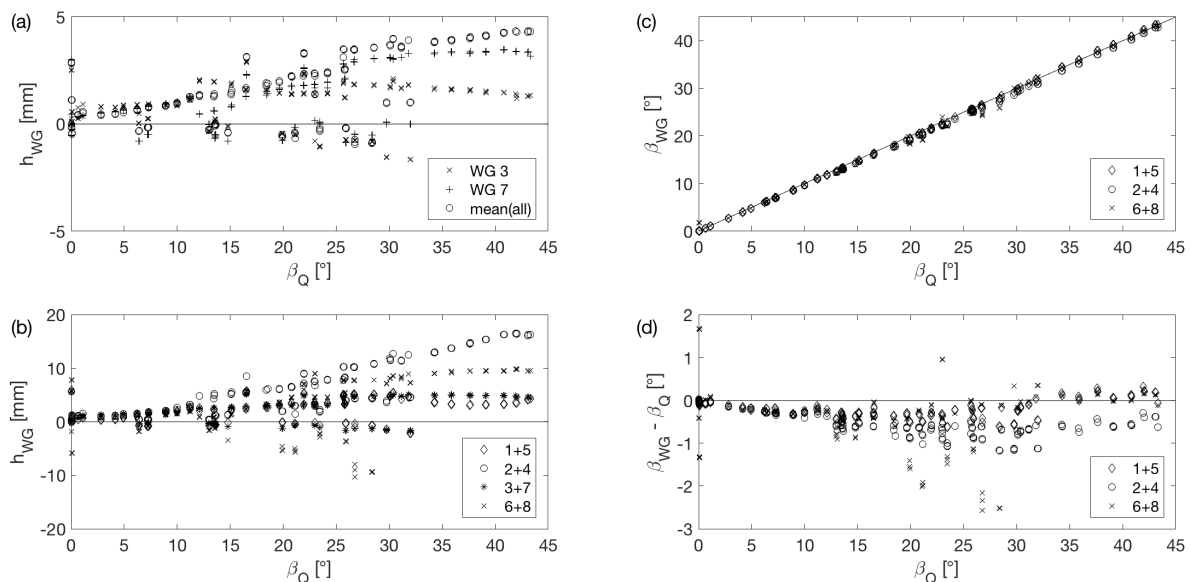 (a)
5
0
-5
h_WG [mm]
0 5 10 15 20 25 30 35 40 45
β_Q [°]
WG 3
WG 7
mean(all)
(c)
40
30
20
10
0
β_WG [°]
0 5 10 15 20 25 30 35 40 45
β_Q [°]
1+5
2+4
6+8
(b)
20
10
0
-10
-20
h_WG [mm]
0 5 10 15 20 25 30 35 40 45
β_Q [°]
1+5
2+4
3+7
6+8
(d)
2
1
0
-1
-2
-3
β_WG - β_Q [°]
0 5 10 15 20 25 30 35 40 45
β_Q [°]
1+5
2+4
6+8